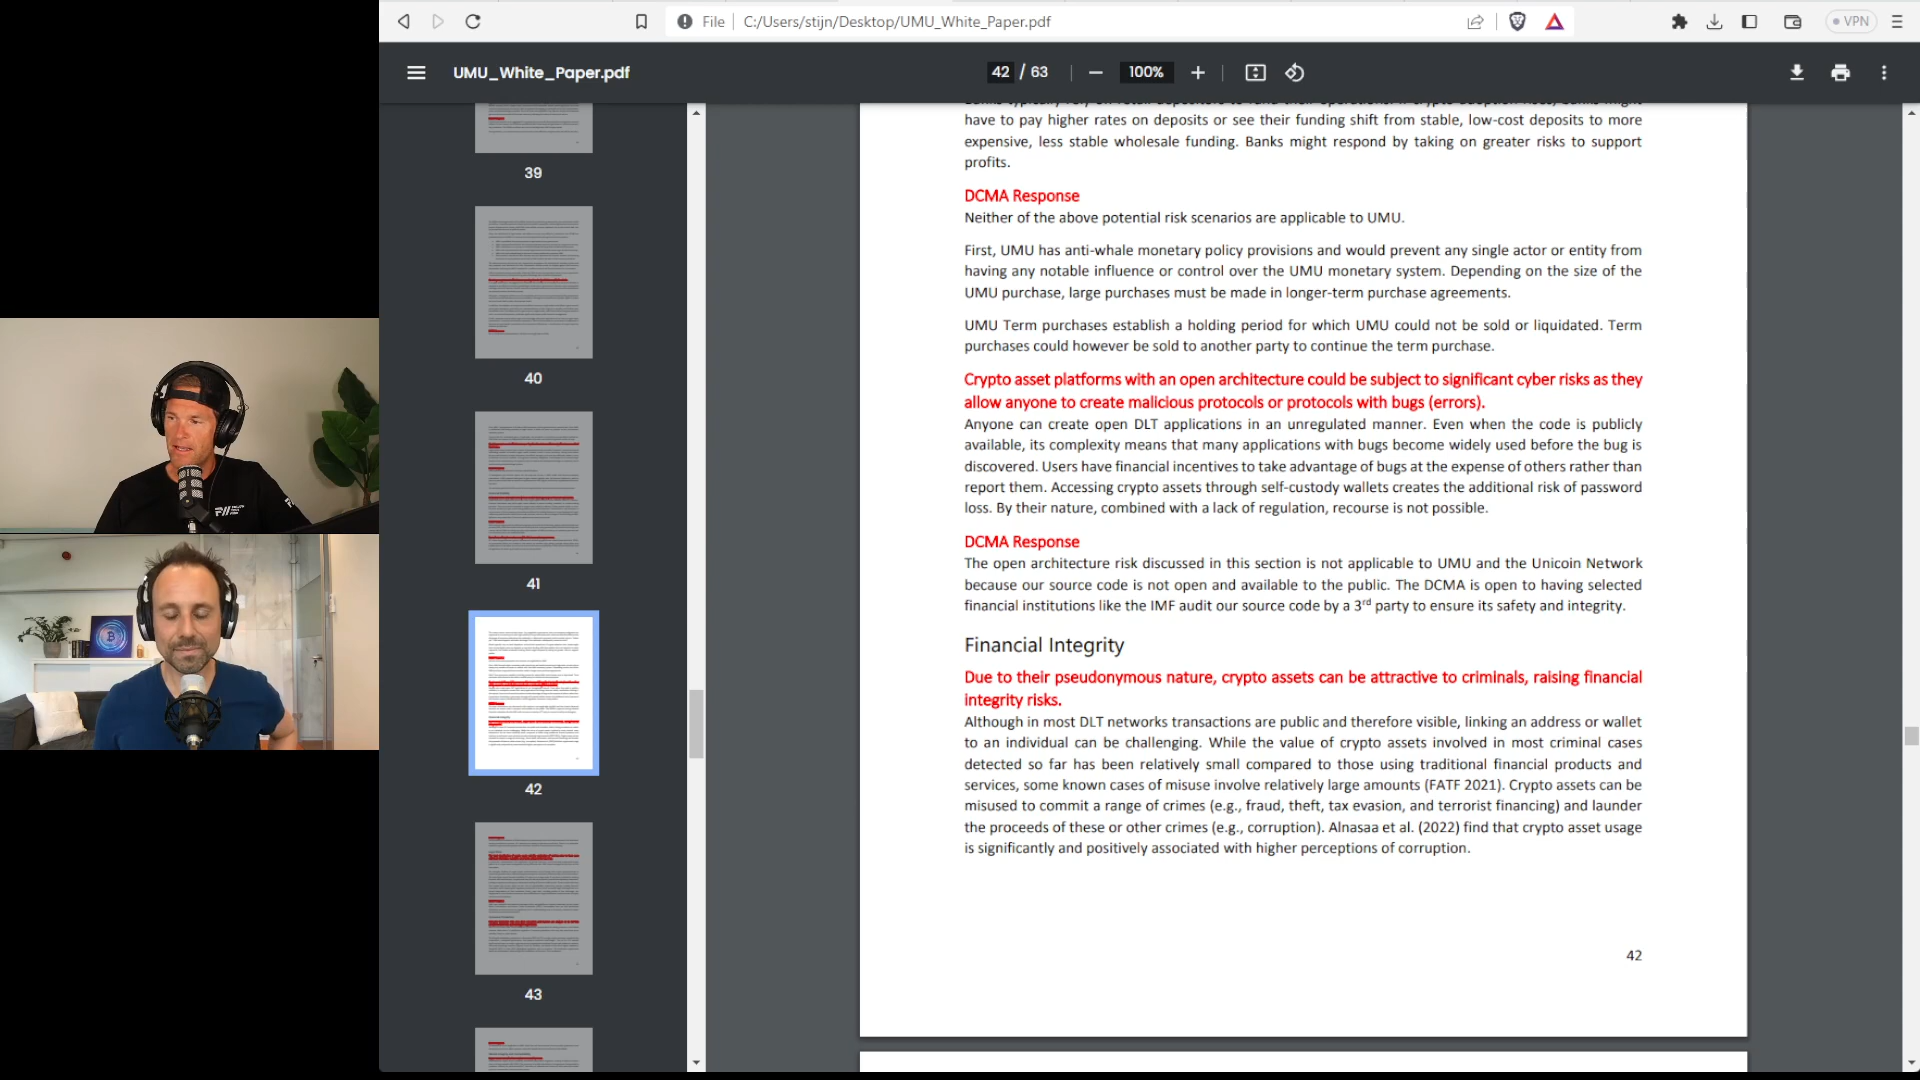 File
C:/Users/stijn/Desktop/UMU_White_Paper.pdf
VPN
UMU_White_Paper.pdf
42 / 63
100%
39
40
41
42
43
have to pay higher rates on deposits or see their funding shift from stable, low-cost deposits to more
expensive, less stable wholesale funding. Banks might respond by taking on greater risks to support
profits.
DCMA Response
Neither of the above potential risk scenarios are applicable to UMU.
First, UMU has anti-whale monetary policy provisions and would prevent any single actor or entity from
having any notable influence or control over the UMU monetary system. Depending on the size of the
UMU purchase, large purchases must be made in longer-term purchase agreements.
UMU Term purchases establish a holding period for which UMU could not be sold or liquidated. Term
purchases could however be sold to another party to continue the term purchase.
Crypto asset platforms with an open architecture could be subject to significant cyber risks as they
allow anyone to create malicious protocols or protocols with bugs (errors).
Anyone can create open DLT applications in an unregulated manner. Even when the code is publicly
available, its complexity means that many applications with bugs become widely used before the bug is
discovered. Users have financial incentives to take advantage of bugs at the expense of others rather than
report them. Accessing crypto assets through self-custody wallets creates the additional risk of password
loss. By their nature, combined with a lack of regulation, recourse is not possible.
DCMA Response
The open architecture risk discussed in this section is not applicable to UMU and the Unicoin Network
because our source code is not open and available to the public. The DCMA is open to having selected
financial institutions like the IMF audit our source code by a 3rd party to ensure its safety and integrity.
Financial Integrity
Due to their pseudonymous nature, crypto assets can be attractive to criminals, raising financial
integrity risks.
Although in most DLT networks transactions are public and therefore visible, linking an address or wallet
to an individual can be challenging. While the value of crypto assets involved in most criminal cases
detected so far has been relatively small compared to those using traditional financial products and
services, some known cases of misuse involve relatively large amounts (FATF 2021). Crypto assets can be
misused to commit a range of crimes (e.g., fraud, theft, tax evasion, and terrorist financing) and launder
the proceeds of these or other crimes (e.g., corruption). Alnasaa et al. (2022) find that crypto asset usage
is significantly and positively associated with higher perceptions of corruption.
42